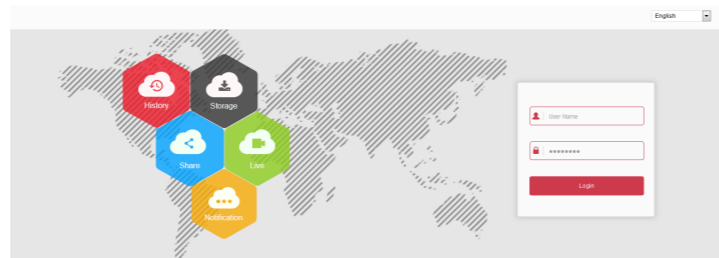 English
History
Storage
Share
Live
Notification
User Name
Login